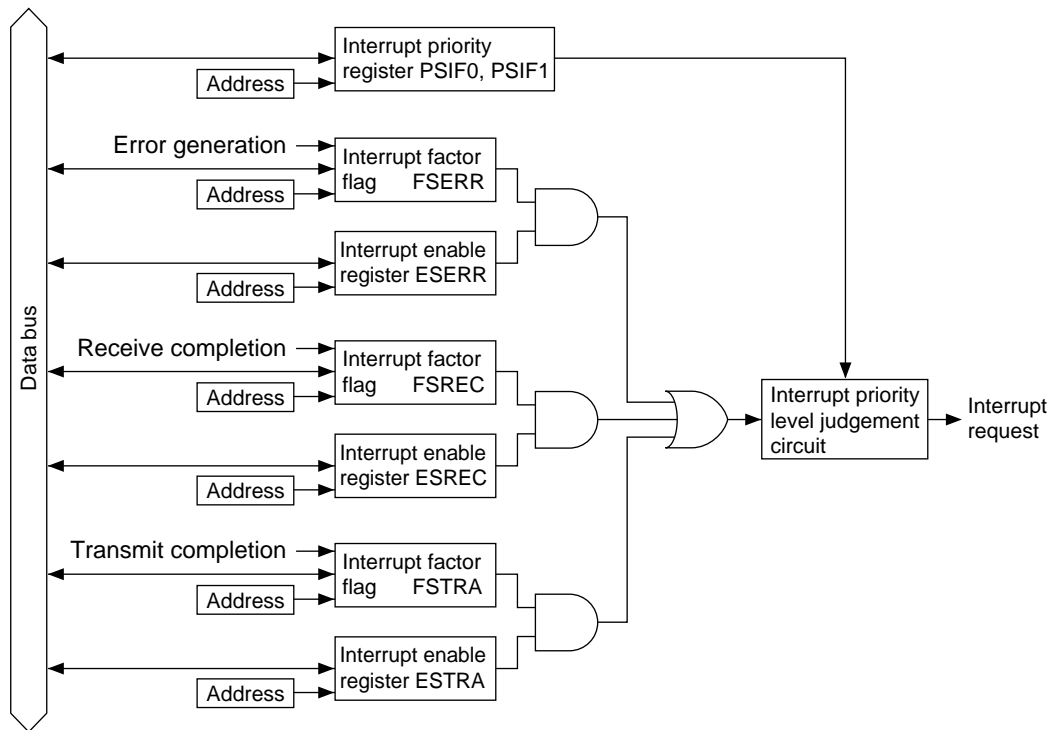 Interrupt priority
register PSIF0, PSIF1
Address
Error generation
Interrupt factor
flag FSERR
Address
Interrupt enable
register ESERR
Address
Data bus
Receive completion
Interrupt factor
flag FSREC
Address
Interrupt enable
register ESREC
Address
Interrupt priority
level judgement
circuit
Interrupt
request
Transmit completion
Interrupt factor
flag FSTRA
Address
Interrupt enable
register ESTRA
Address